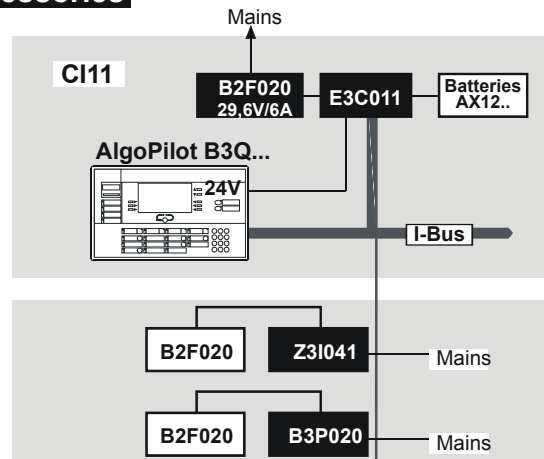 Mains
CI11
B2F020
29,6V/6A
E3C011
Batteries
AX12..
AlgoPilot B3Q...
24V
I-Bus
B2F020
Z3I041
Mains
B2F020
B3P020
Mains